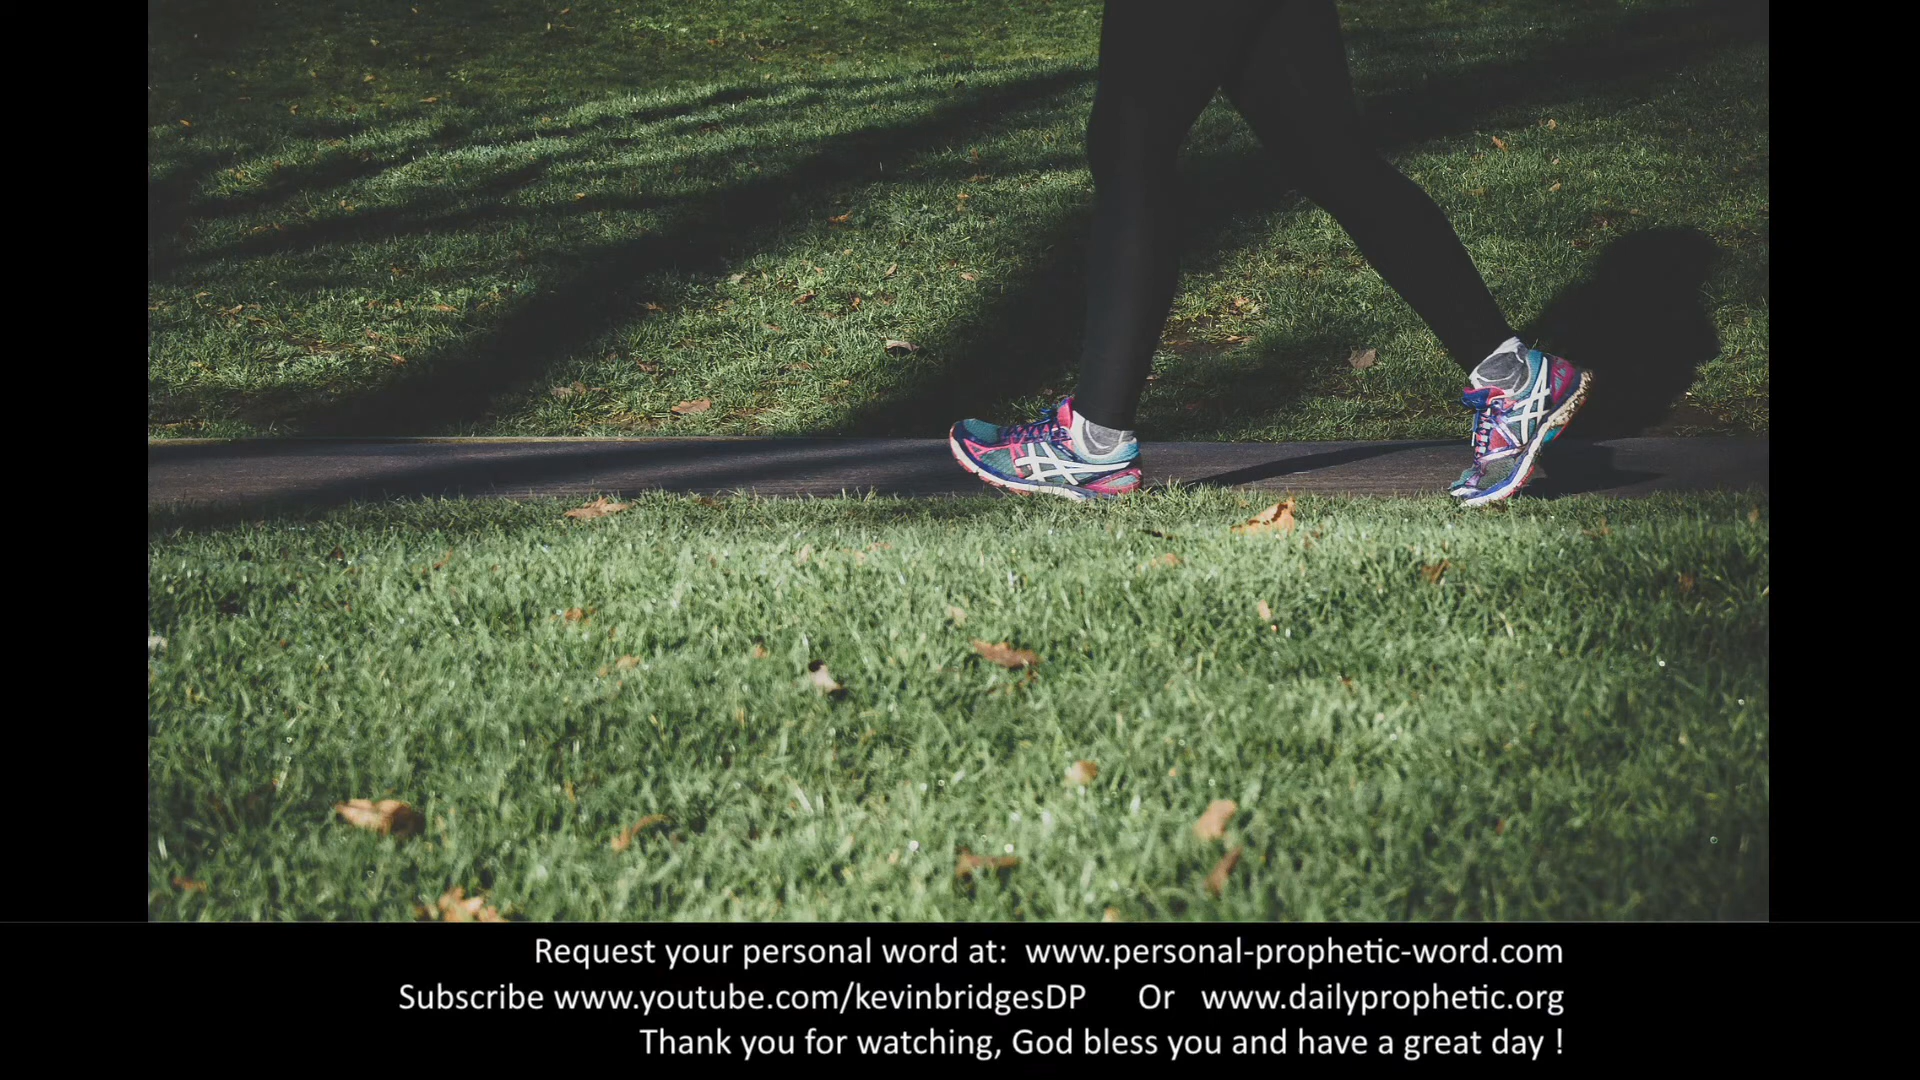 Request your personal word at: www.personal-prophetic-word.com
Subscribe www.youtube.com/kevinbridgesDP Or www.dailyprophetic.org
Thank you for watching, God bless you and have a great day !